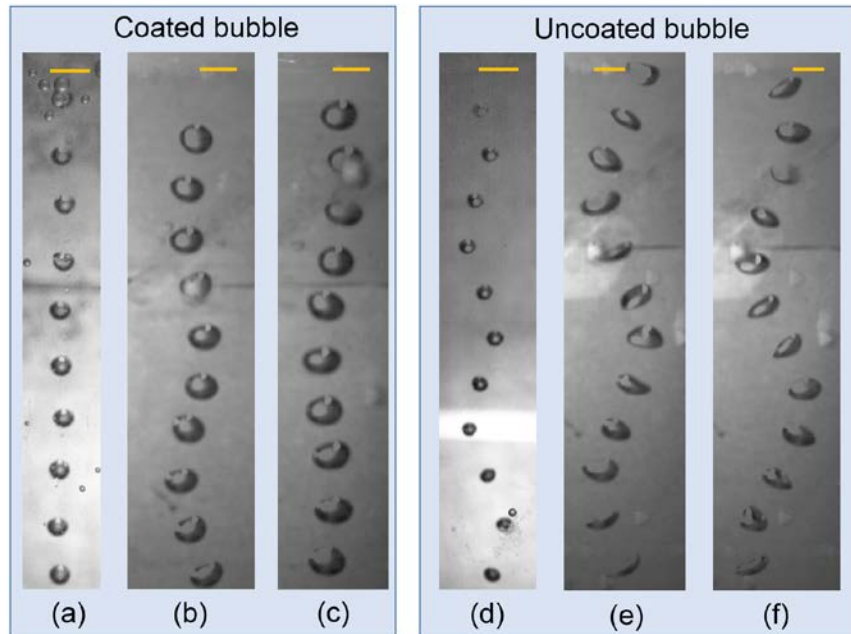 Coated bubble
Uncoated bubble
(a)
(b)
(c)
(d)
(e)
(f)